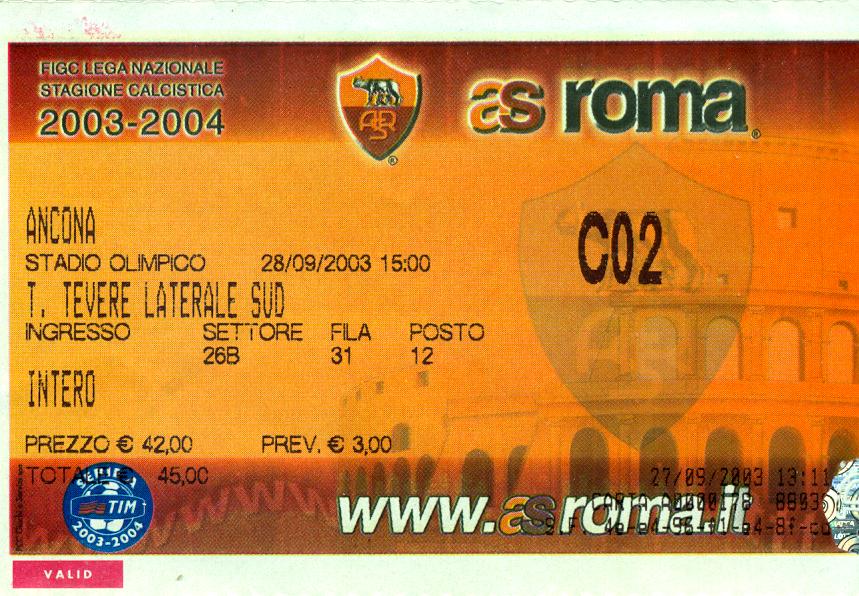 FIGC LEGA NAZIONALE
STAGIONE CALCISTICA
2003-2004
ASR
as roma
ANCONA
STADIO OLIMPICO 28/09/2003 15:00
C02
T. TEVERE LATERALE SUD
INGRESSO SETTORE FILA POSTO
26B 31 12
INTERO
PREZZO € 42,00 PREV. € 3,00
TOTALE € 45,00
27/09/2003 13:11
TIM
2003-2004
www.asroma.it
CARTA
VALID